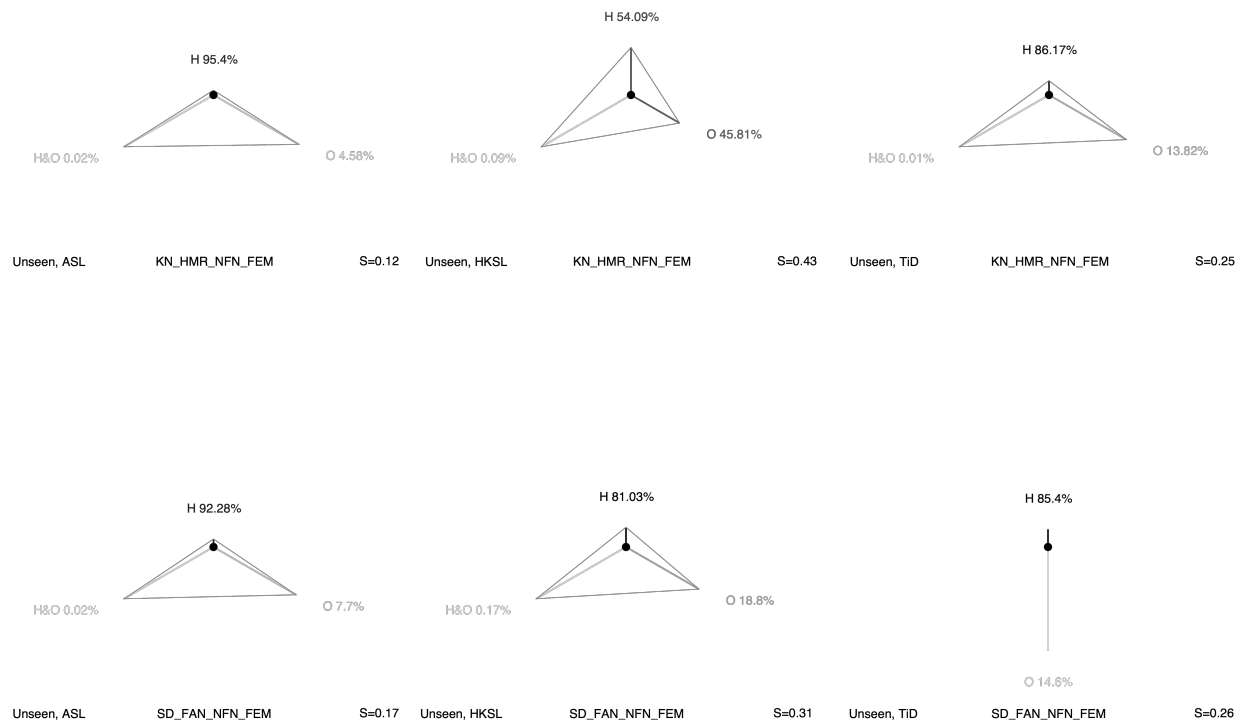 H 54.09%
H 95.4%
H 86.17%
H&O 0.02%
O 4.58%
H&O 0.09%
O 45.81%
H&O 0.01%
O 13.82%
Unseen, ASL KN_HMR_NFN_FEM S=0.12
Unseen, HKSL KN_HMR_NFN_FEM S=0.43
Unseen, TiD KN_HMR_NFN_FEM S=0.25
H 92.28%
H 81.03%
H 85.4%
H&O 0.02%
O 7.7%
H&O 0.17%
O 18.8%
O 14.6%
Unseen, ASL SD_FAN_NFN_FEM S=0.17
Unseen, HKSL SD_FAN_NFN_FEM S=0.31
Unseen, TiD SD_FAN_NFN_FEM S=0.26